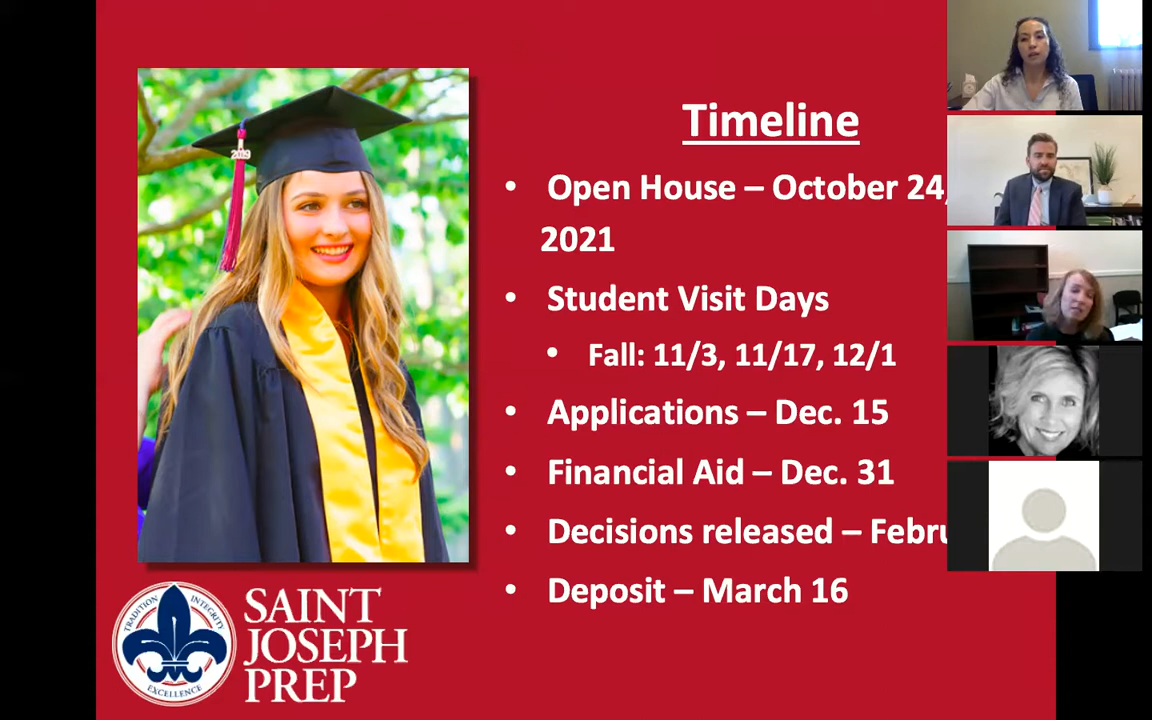 Timeline
• Open House – October 24,
2021
• Student Visit Days
• Fall: 11/3, 11/17, 12/1
• Applications – Dec. 15
• Financial Aid – Dec. 31
• Decisions released – Febru
• Deposit – March 16
TRADITION
INTEGRITY
EXCELLENCE
SAINT
JOSEPH
PREP